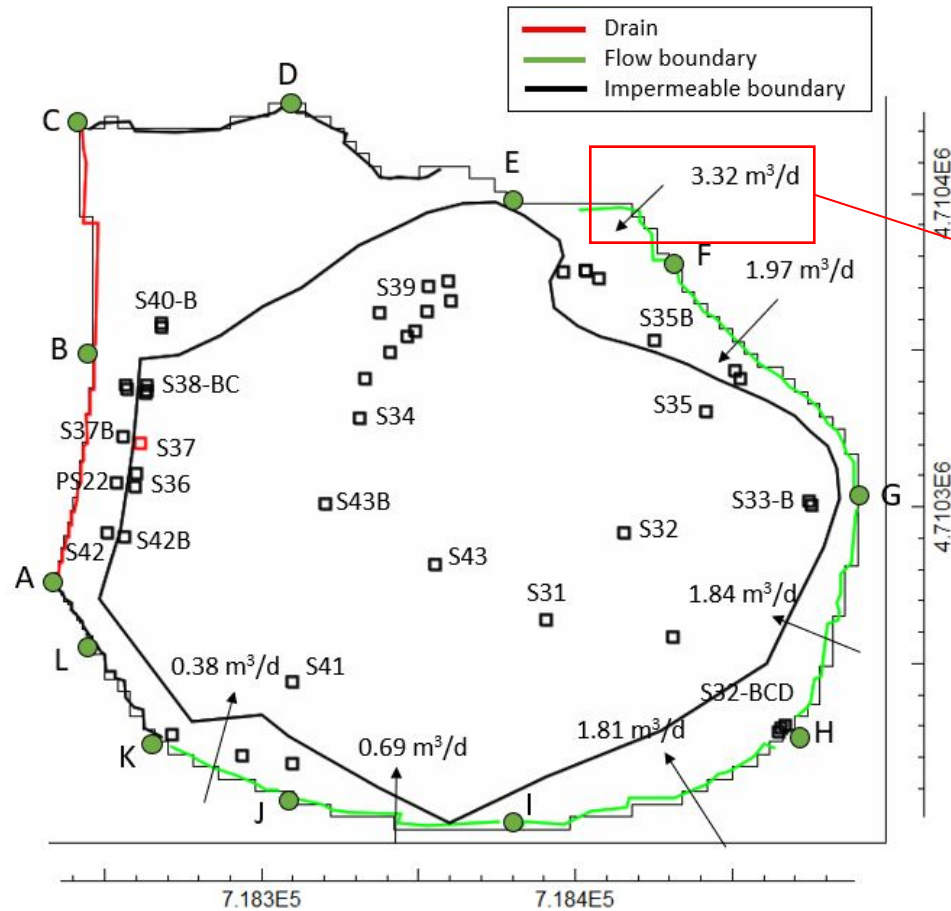 Drain
Flow boundary
Impermeable boundary
D
C
E
3.32 m³/d
4.7104E6
F
1.97 m³/d
S39
S40-B
S35B
B
S38-BC
S35
S34
S37B
S37
PS22
S36
S33-B
G
S43B
4.7103E6
S42
S42B
S32
S43
A
S31
1.84 m³/d
L
0.38 m³/d
S41
S32-BCD
K
0.69 m³/d
1.81 m³/d
H
J
I
7.183E5
7.184E5